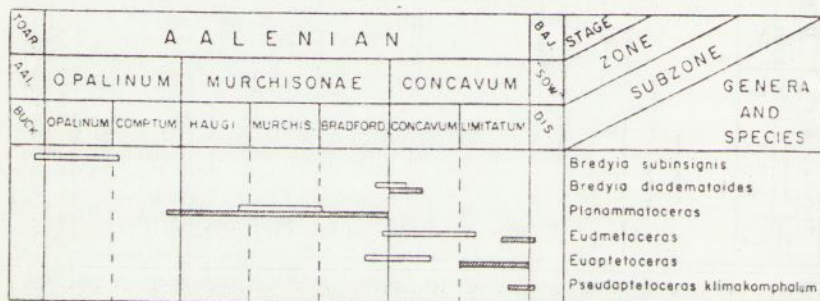 TOAR. AALENIAN BAJ. STAGE
AAL. OPALINUM MURCHISONAE CONCAVUM "SOW" ZONE
BUCK. OPALINUM COMPTUM HAUGI MURCHIS. BRADFORD. CONCAVUM LIMITATUM DIS. SUBZONE
GENERA
AND
SPECIES
Bredyia subinsignis
Bredyia diadematoides
Planammatoceras
Eudmetoceras
Euaptetoceras
Pseudaptetoceras klimakomphalum